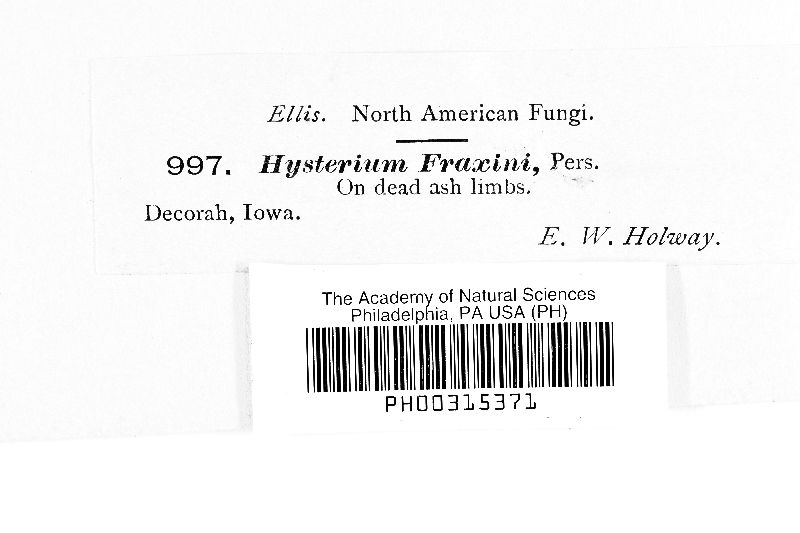 Ellis. North American Fungi.
997. Hysterium Fraxini, Pers.
On dead ash limbs.
Decorah, Iowa.
E. W. Holway.
The Academy of Natural Sciences
Philadelphia, PA USA (PH)
PH00315371